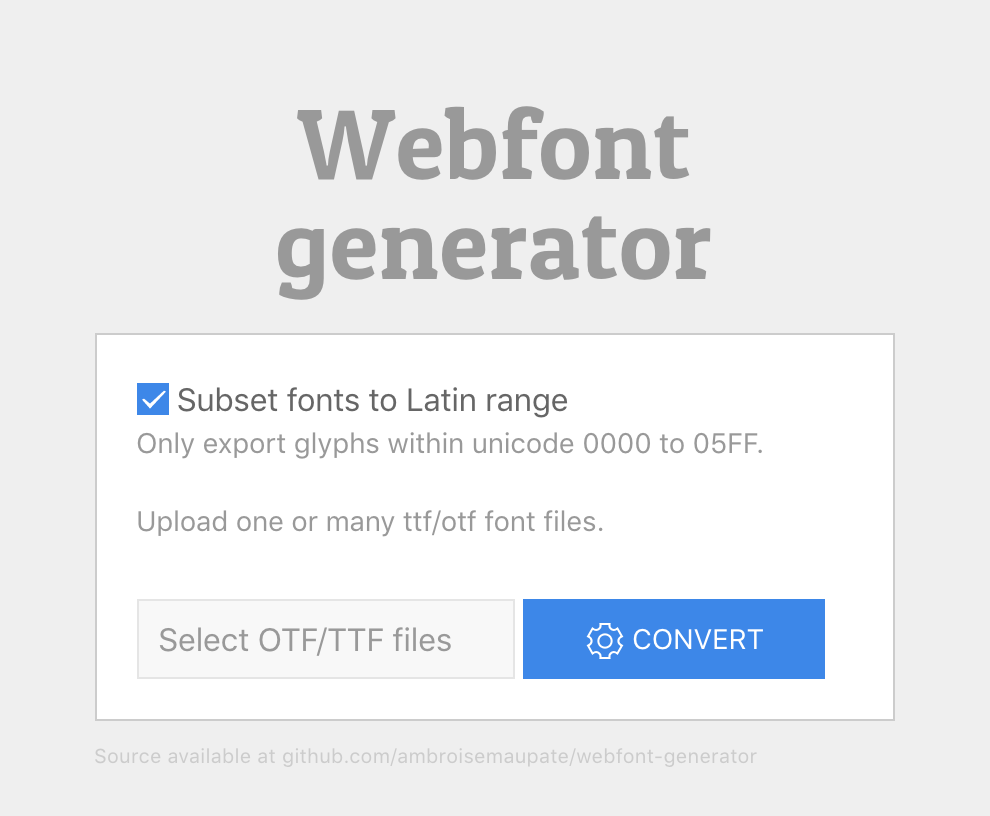 Webfont
generator
Subset fonts to Latin range
Only export glyphs within unicode 0000 to 05FF.
Upload one or many ttf/otf font files.
Select OTF/TTF files
CONVERT
Source available at github.com/ambroisemaupate/webfont-generator